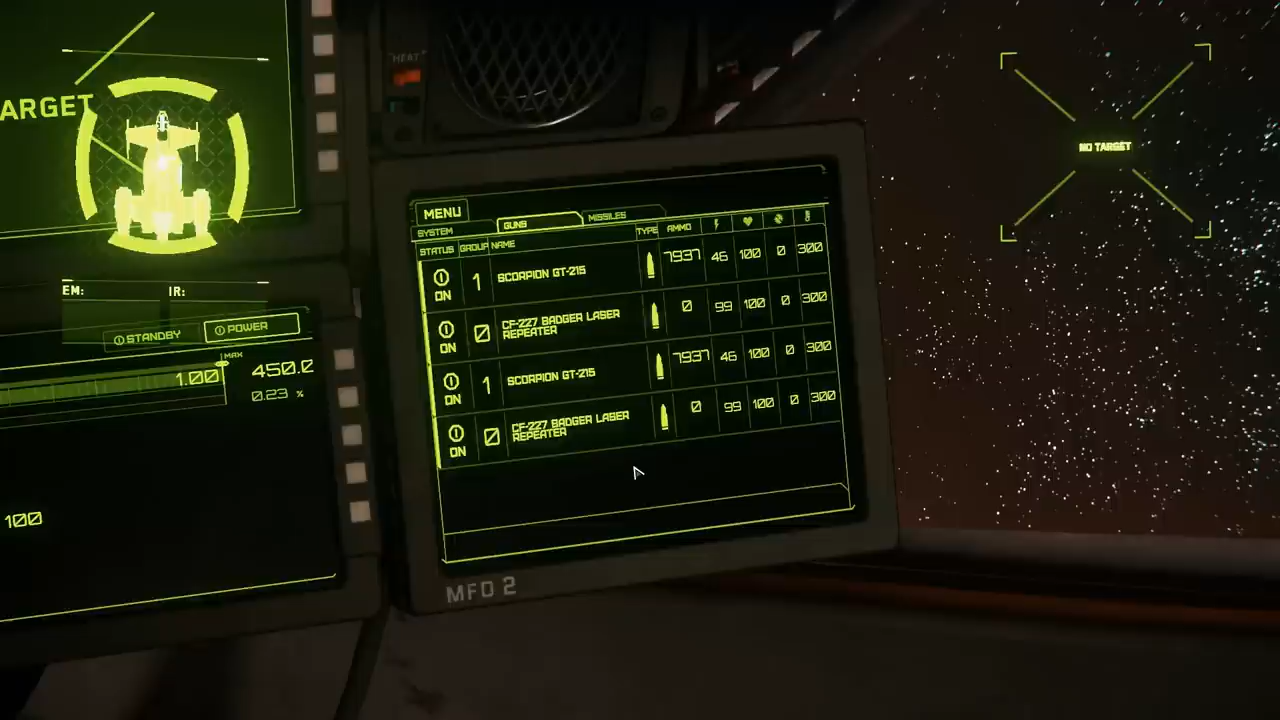 ARGET
EM: IR:
STANDBY POWER
MAX
1.00 450.0
0.23 %
100
HEAT
MENU
SYSTEM GUNS MISSILES
STATUS GROUP NAME TYPE AMMO
ON 1 SCORPION GT-215 7937 46 100 0 300
ON 0 CF-227 BADGER LASER
REPEATER 0 99 100 0 300
ON 1 SCORPION GT-215 7937 46 100 0 300
ON 0 CF-227 BADGER LASER
REPEATER 0 99 100 0 300
MFD 2
NO TARGET